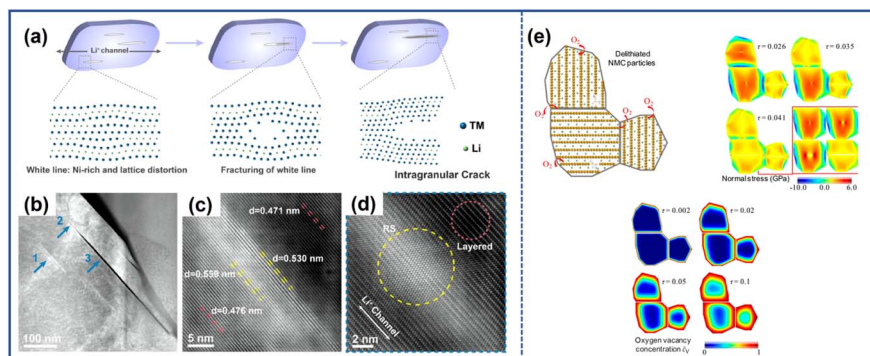 (a)
Li⁺ channel
TM
Li
White line: Ni-rich and lattice distortion
Fracturing of white line
Intragranular Crack
(b)
1
2
3
100 nm
(c)
d=0.471 nm
d=0.530 nm
d=0.559 nm
d=0.476 nm
5 nm
(d)
RS
Layered
Li⁺ Channel
2 nm
(e)
O₂
Delithiated
NMC particles
O₂
O₂
O₂
O₂
τ = 0.026
τ = 0.035
τ = 0.041
Normal stress (GPa)
-10.0
6.0
τ = 0.002
τ = 0.02
τ = 0.05
τ = 0.1
Oxygen vacancy
concentration
0
1